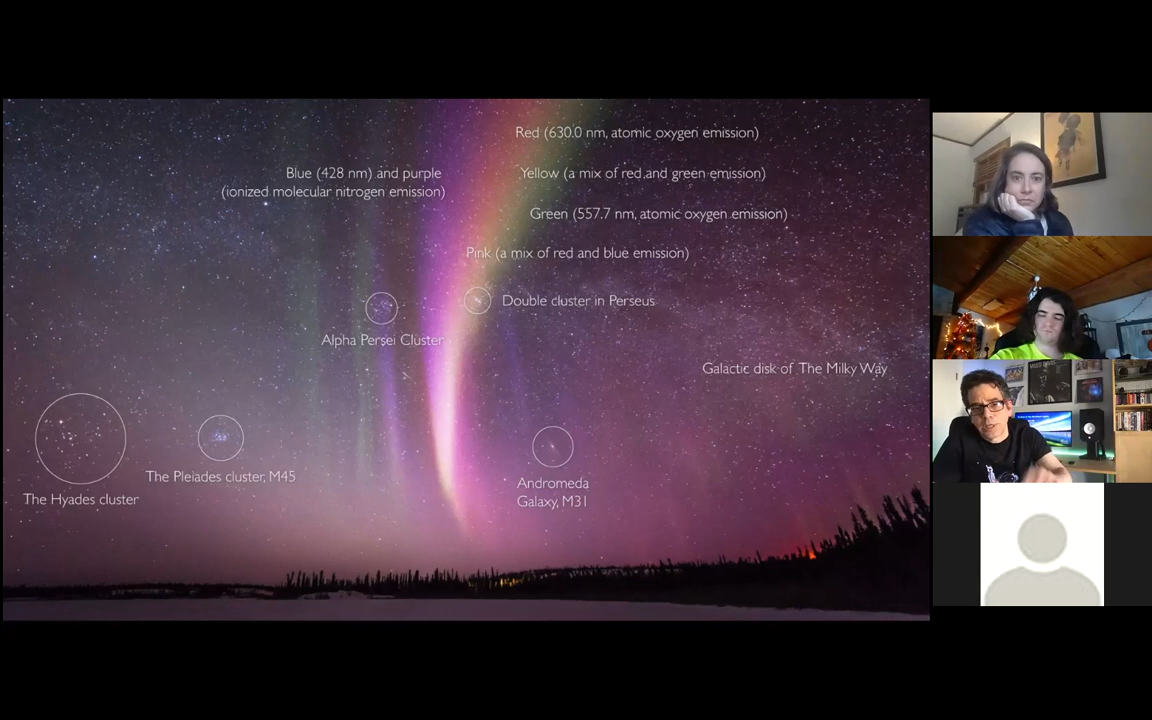 Red (630.0 nm, atomic oxygen emission)
Blue (428 nm) and purple
(ionized molecular nitrogen emission)
Yellow (a mix of red and green emission)
Green (557.7 nm, atomic oxygen emission)
Pink (a mix of red and blue emission)
Double cluster in Perseus
Alpha Persei Cluster
Galactic disk of The Milky Way
The Pleiades cluster, M45
Andromeda
Galaxy, M31
The Hyades cluster